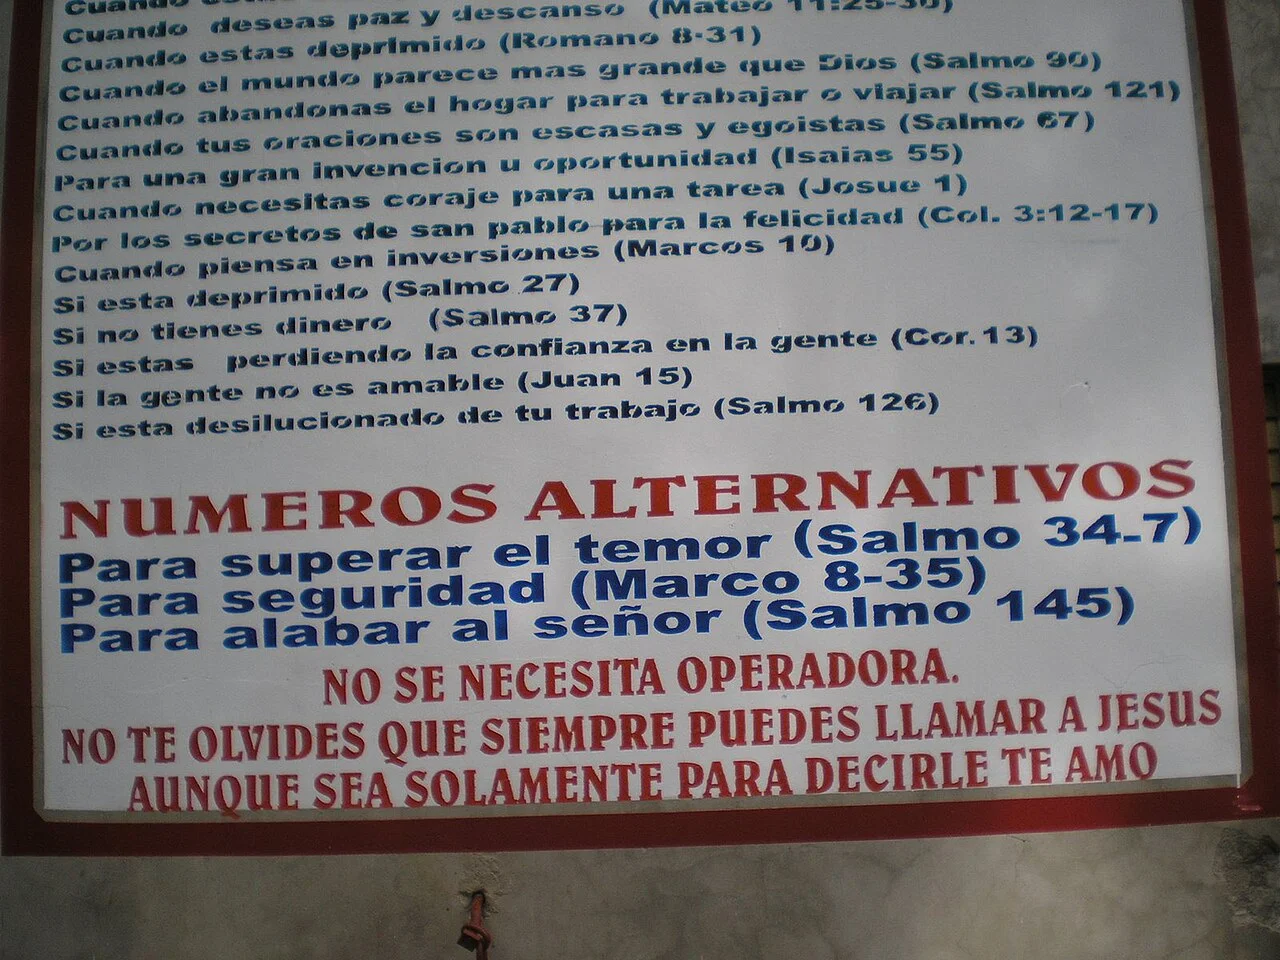 Cuando
Cuando deseas paz y descanso (Mateo 11:25-30)
Cuando estas deprimido (Romano 8-31)
Cuando el mundo parece mas grande que Dios (Salmo 90)
Cuando abandonas el hogar para trabajar o viajar (Salmo 121)
Cuando tus oraciones son escasas y egoistas (Salmo 67)
Para una gran invencion u oportunidad (Isaias 55)
Cuando necesitas coraje para una tarea (Josue 1)
Por los secretos de san pablo para la felicidad (Col. 3:12-17)
Cuando piensa en inversiones (Marcos 10)
Si esta deprimido (Salmo 27)
Si no tienes dinero (Salmo 37)
Si estas perdiendo la confianza en la gente (Cor. 13)
Si la gente no es amable (Juan 15)
Si esta desilucionado de tu trabajo (Salmo 126)
NUMEROS ALTERNATIVOS
Para superar el temor (Salmo 34-7)
Para seguridad (Marco 8-35)
Para alabar al señor (Salmo 145)
NO SE NECESITA OPERADORA.
NO TE OLVIDES QUE SIEMPRE PUEDES LLAMAR A JESUS
AUNQUE SEA SOLAMENTE PARA DECIRLE TE AMO